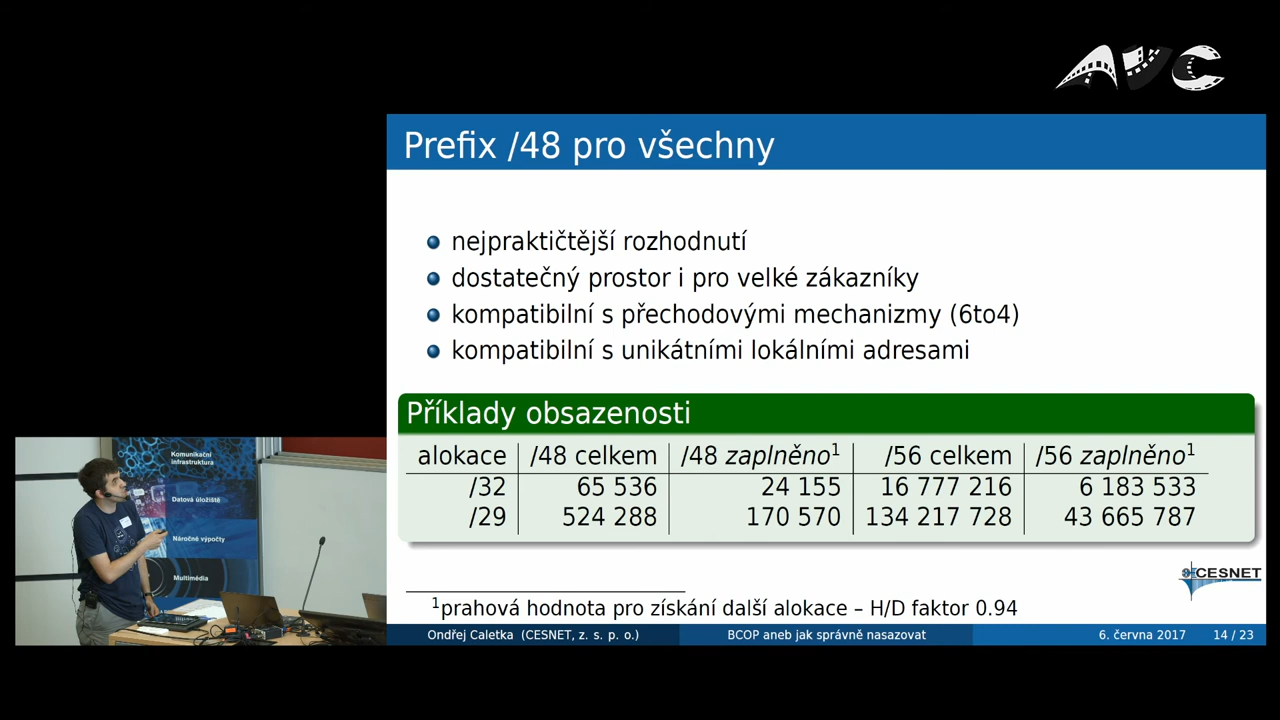 AVC
Prefix /48 pro všechny
nejpraktičtější rozhodnutí
dostatečný prostor i pro velké zákazníky
kompatibilní s přechodovými mechanizmy (6to4)
kompatibilní s unikátními lokálními adresami
Příklady obsazenosti
alokace /48 celkem /48 zaplněno¹ /56 celkem /56 zaplněno¹
/32 65 536 24 155 16 777 216 6 183 533
/29 524 288 170 570 134 217 728 43 665 787
CESNET
¹prahová hodnota pro získání další alokace – H/D faktor 0.94
Ondřej Caletka (CESNET, z. s. p. o.) BCOP aneb jak správně nasazovat 6. června 2017 14 / 23
Komunikační
infrastruktura
Datová úložiště
Náročné výpočty
Multimédia